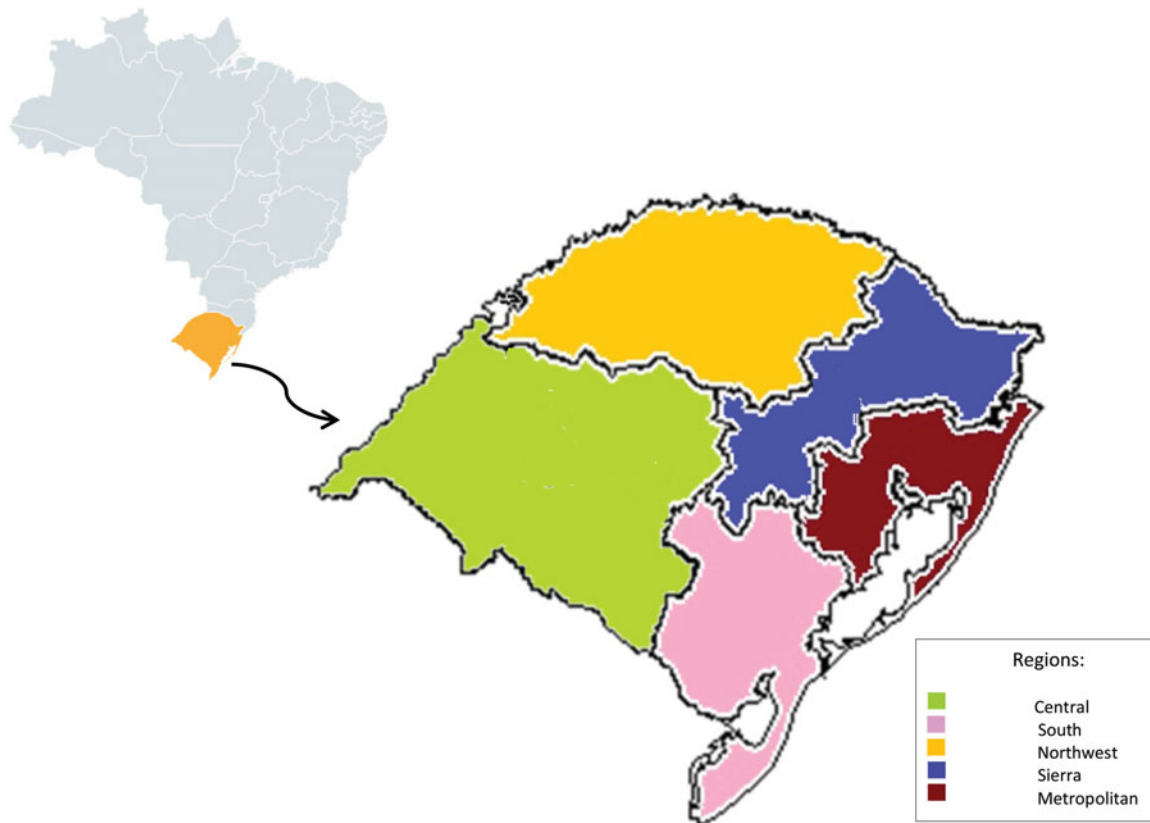 Regions:
Central
South
Northwest
Sierra
Metropolitan